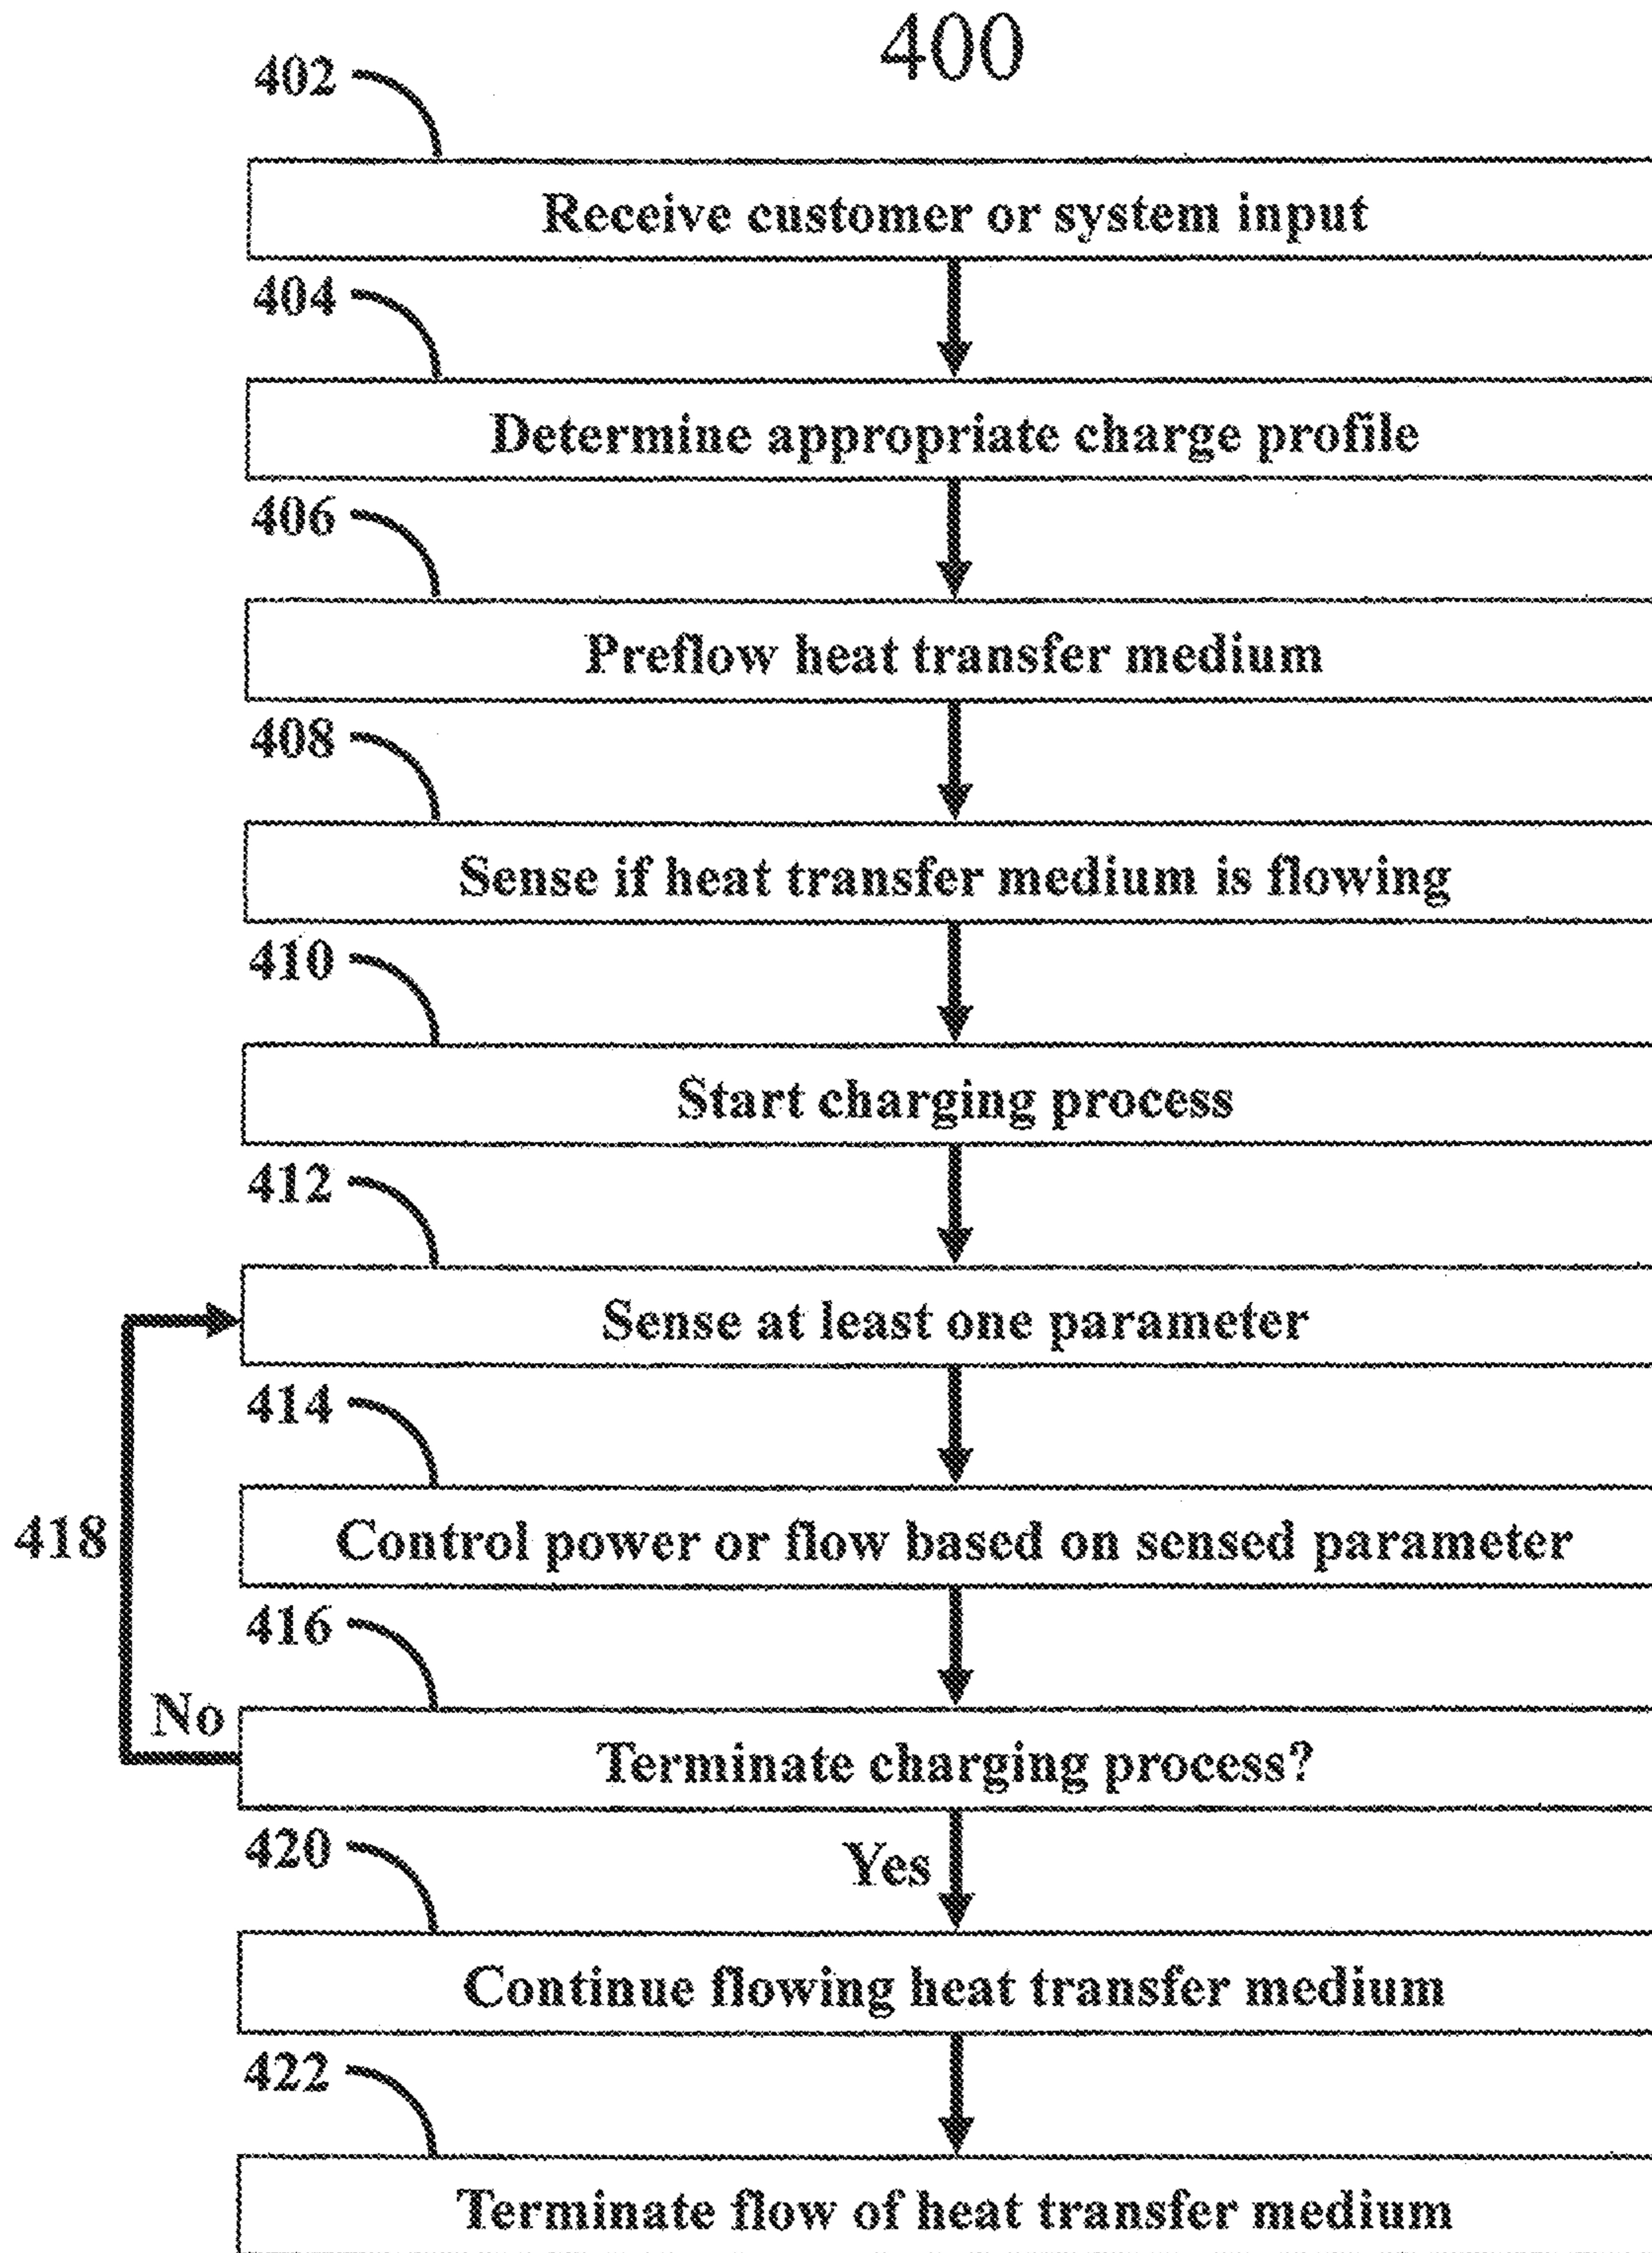 400
402
Receive customer or system input
404
Determine appropriate charge profile
406
Preflow heat transfer medium
408
Sense if heat transfer medium is flowing
410
Start charging process
412
Sense at least one parameter
414
Control power or flow based on sensed parameter
418
416
No
Terminate charging process?
420
Yes
Continue flowing heat transfer medium
422
Terminate flow of heat transfer medium